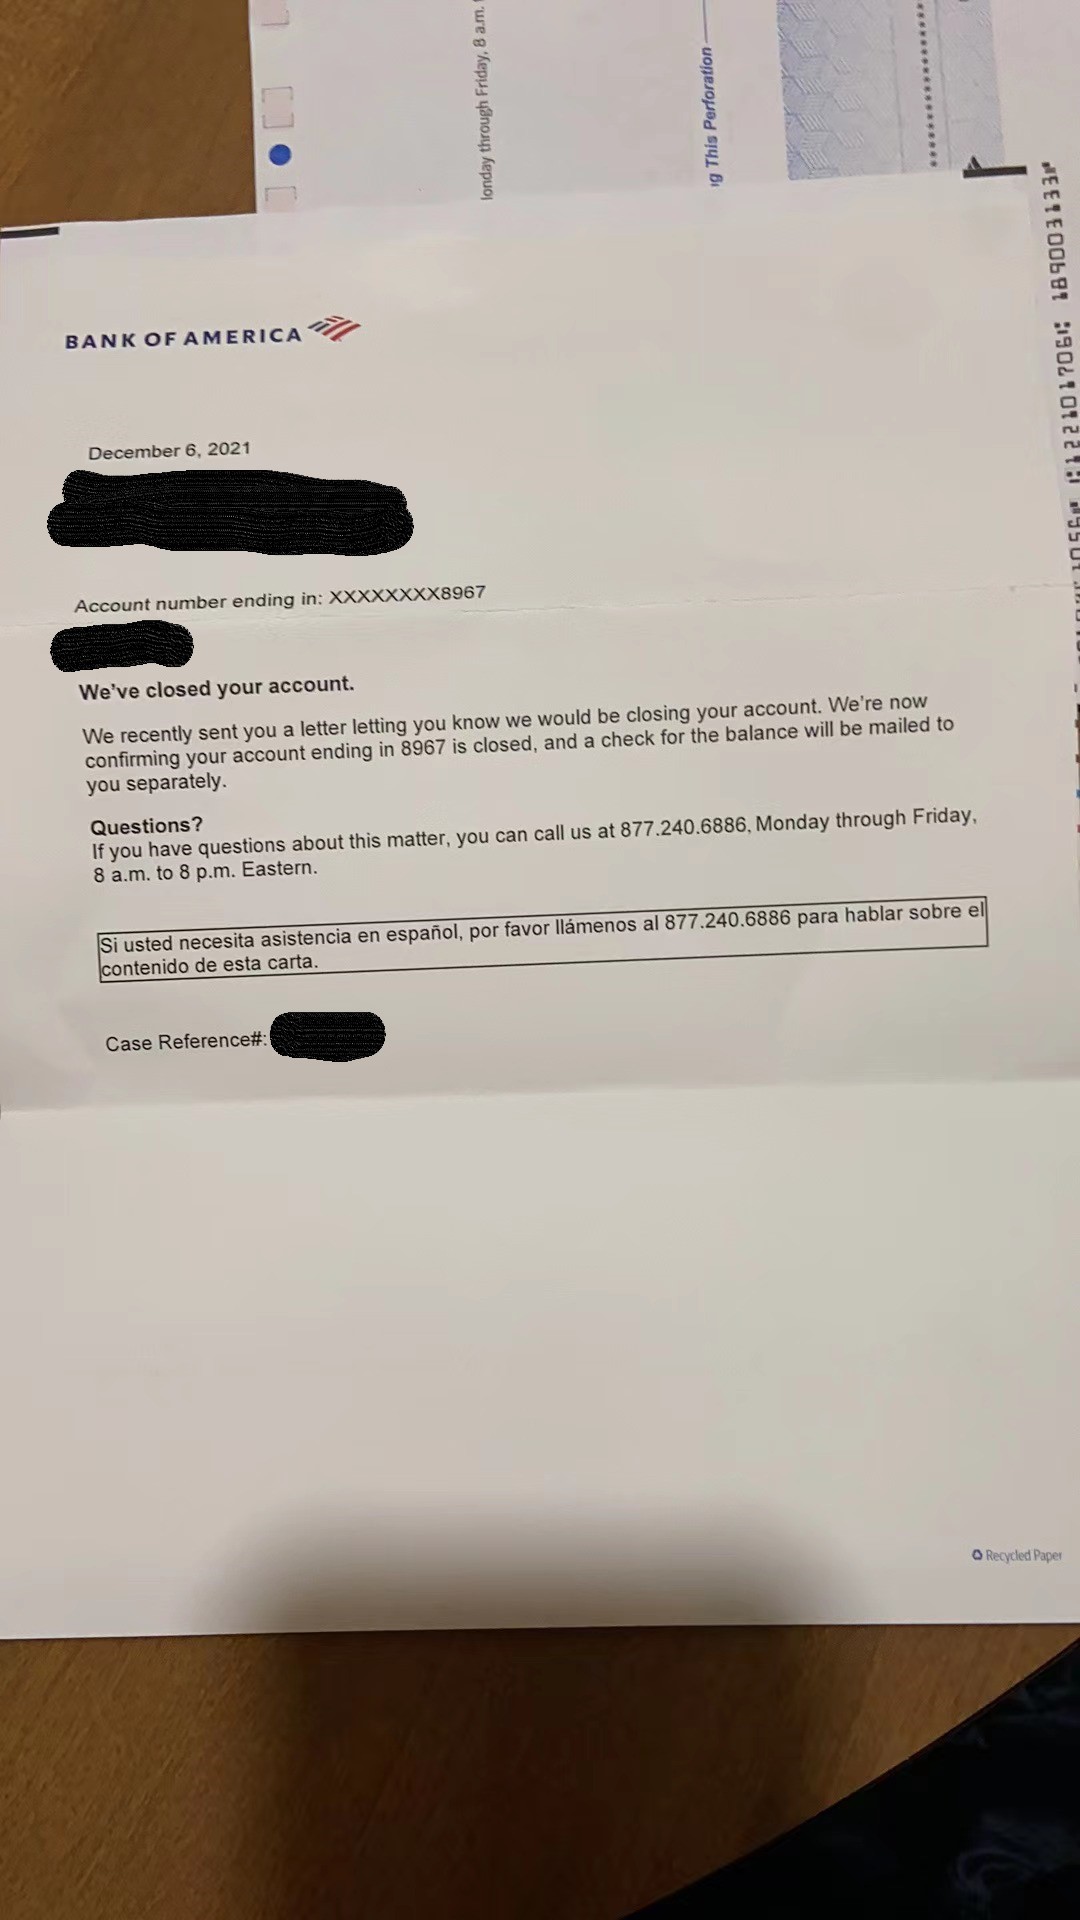 londay through Friday, 8 a.m.
ng This Perforation
BANK OF AMERICA
December 6, 2021
Account number ending in: XXXXXXXX8967
We've closed your account.
We recently sent you a letter letting you know we would be closing your account. We're now
confirming your account ending in 8967 is closed, and a check for the balance will be mailed to
you separately.
Questions?
If you have questions about this matter, you can call us at 877.240.6886, Monday through Friday,
8 a.m. to 8 p.m. Eastern.
Si usted necesita asistencia en español, por favor llámenos al 877.240.6886 para hablar sobre el
contenido de esta carta.
Case Reference#:
Recycled Paper